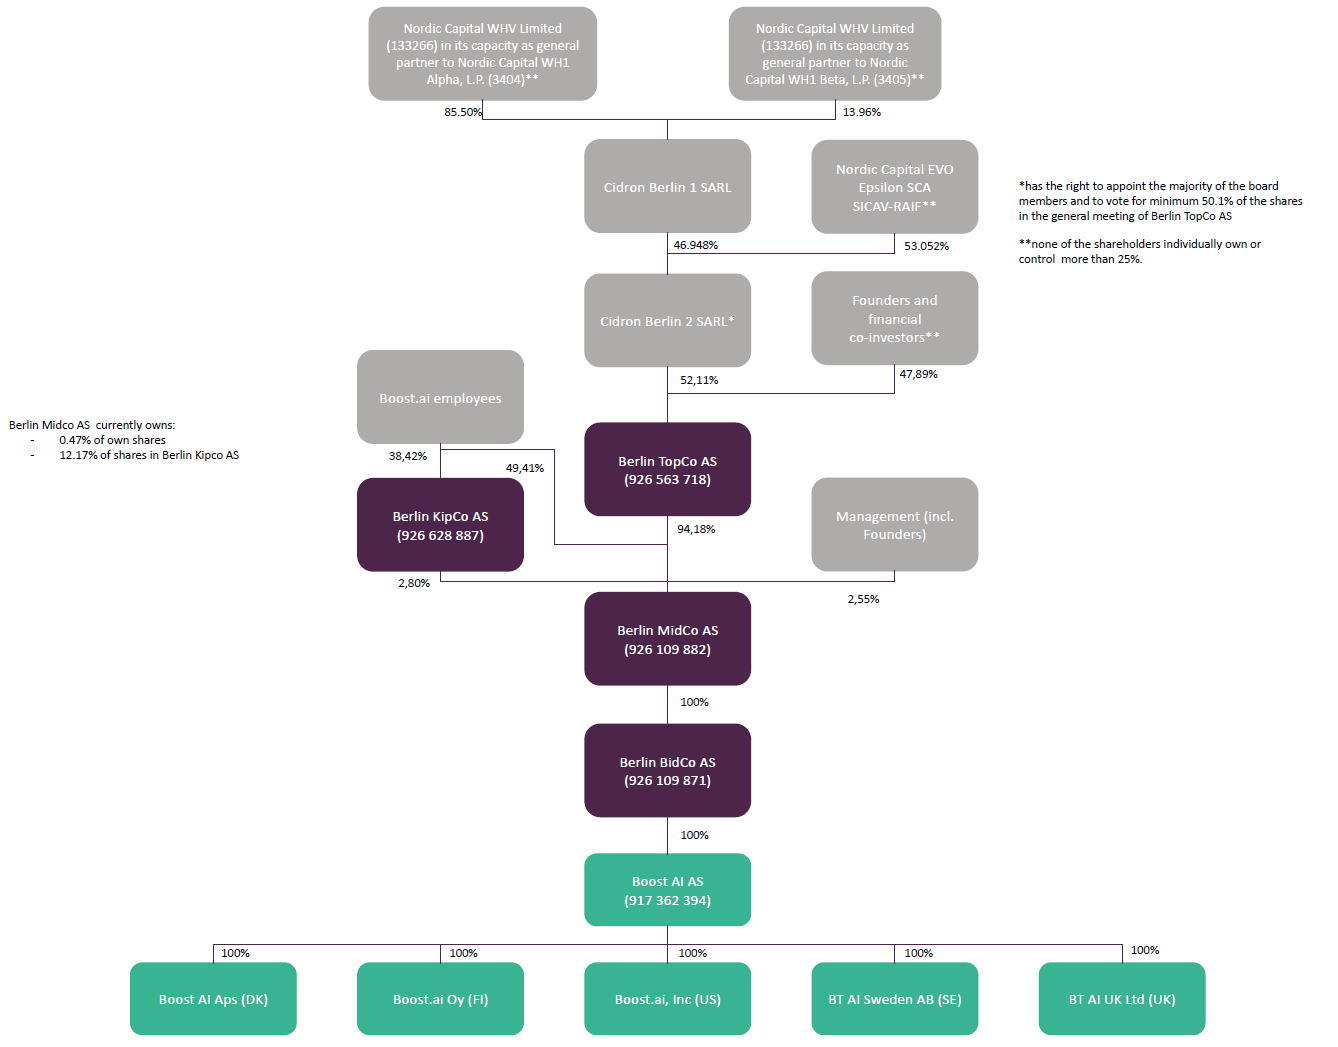 Nordic Capital WHV Limited
(133266) in its capacity as general
partner to Nordic Capital WH1
Alpha, L.P. (3404)**
Nordic Capital WHV Limited
(133266) in its capacity as
general partner to Nordic
Capital WH1 Beta, L.P. (3405)**
85.50%
13.96%
Cidron Berlin 1 SARL
Nordic Capital EVO
Epsilon SCA
SICAV-RAIF**
*has the right to appoint the majority of the board
members and to vote for minimum 50.1% of the shares
in the general meeting of Berlin TopCo AS
**none of the shareholders individually own or
control  more than 25%.
46.948%
53.052%
Cidron Berlin 2 SARL*
Founders and
financial
co-investors**
52,11%
47,89%
Boost.ai employees
Berlin Midco AS  currently owns:
- 0.47% of own shares
- 12.17% of shares in Berlin Kipco AS
38,42%
49,41%
Berlin TopCo AS
(926 563 718)
Berlin KipCo AS
(926 628 887)
Management (incl.
Founders)
94,18%
2,80%
2,55%
Berlin MidCo AS
(926 109 882)
100%
Berlin BidCo AS
(926 109 871)
100%
Boost AI AS
(917 362 394)
100%
100%
100%
100%
100%
Boost AI Aps (DK)
Boost.ai Oy (FI)
Boost.ai, Inc (US)
BT AI Sweden AB (SE)
BT AI UK Ltd (UK)